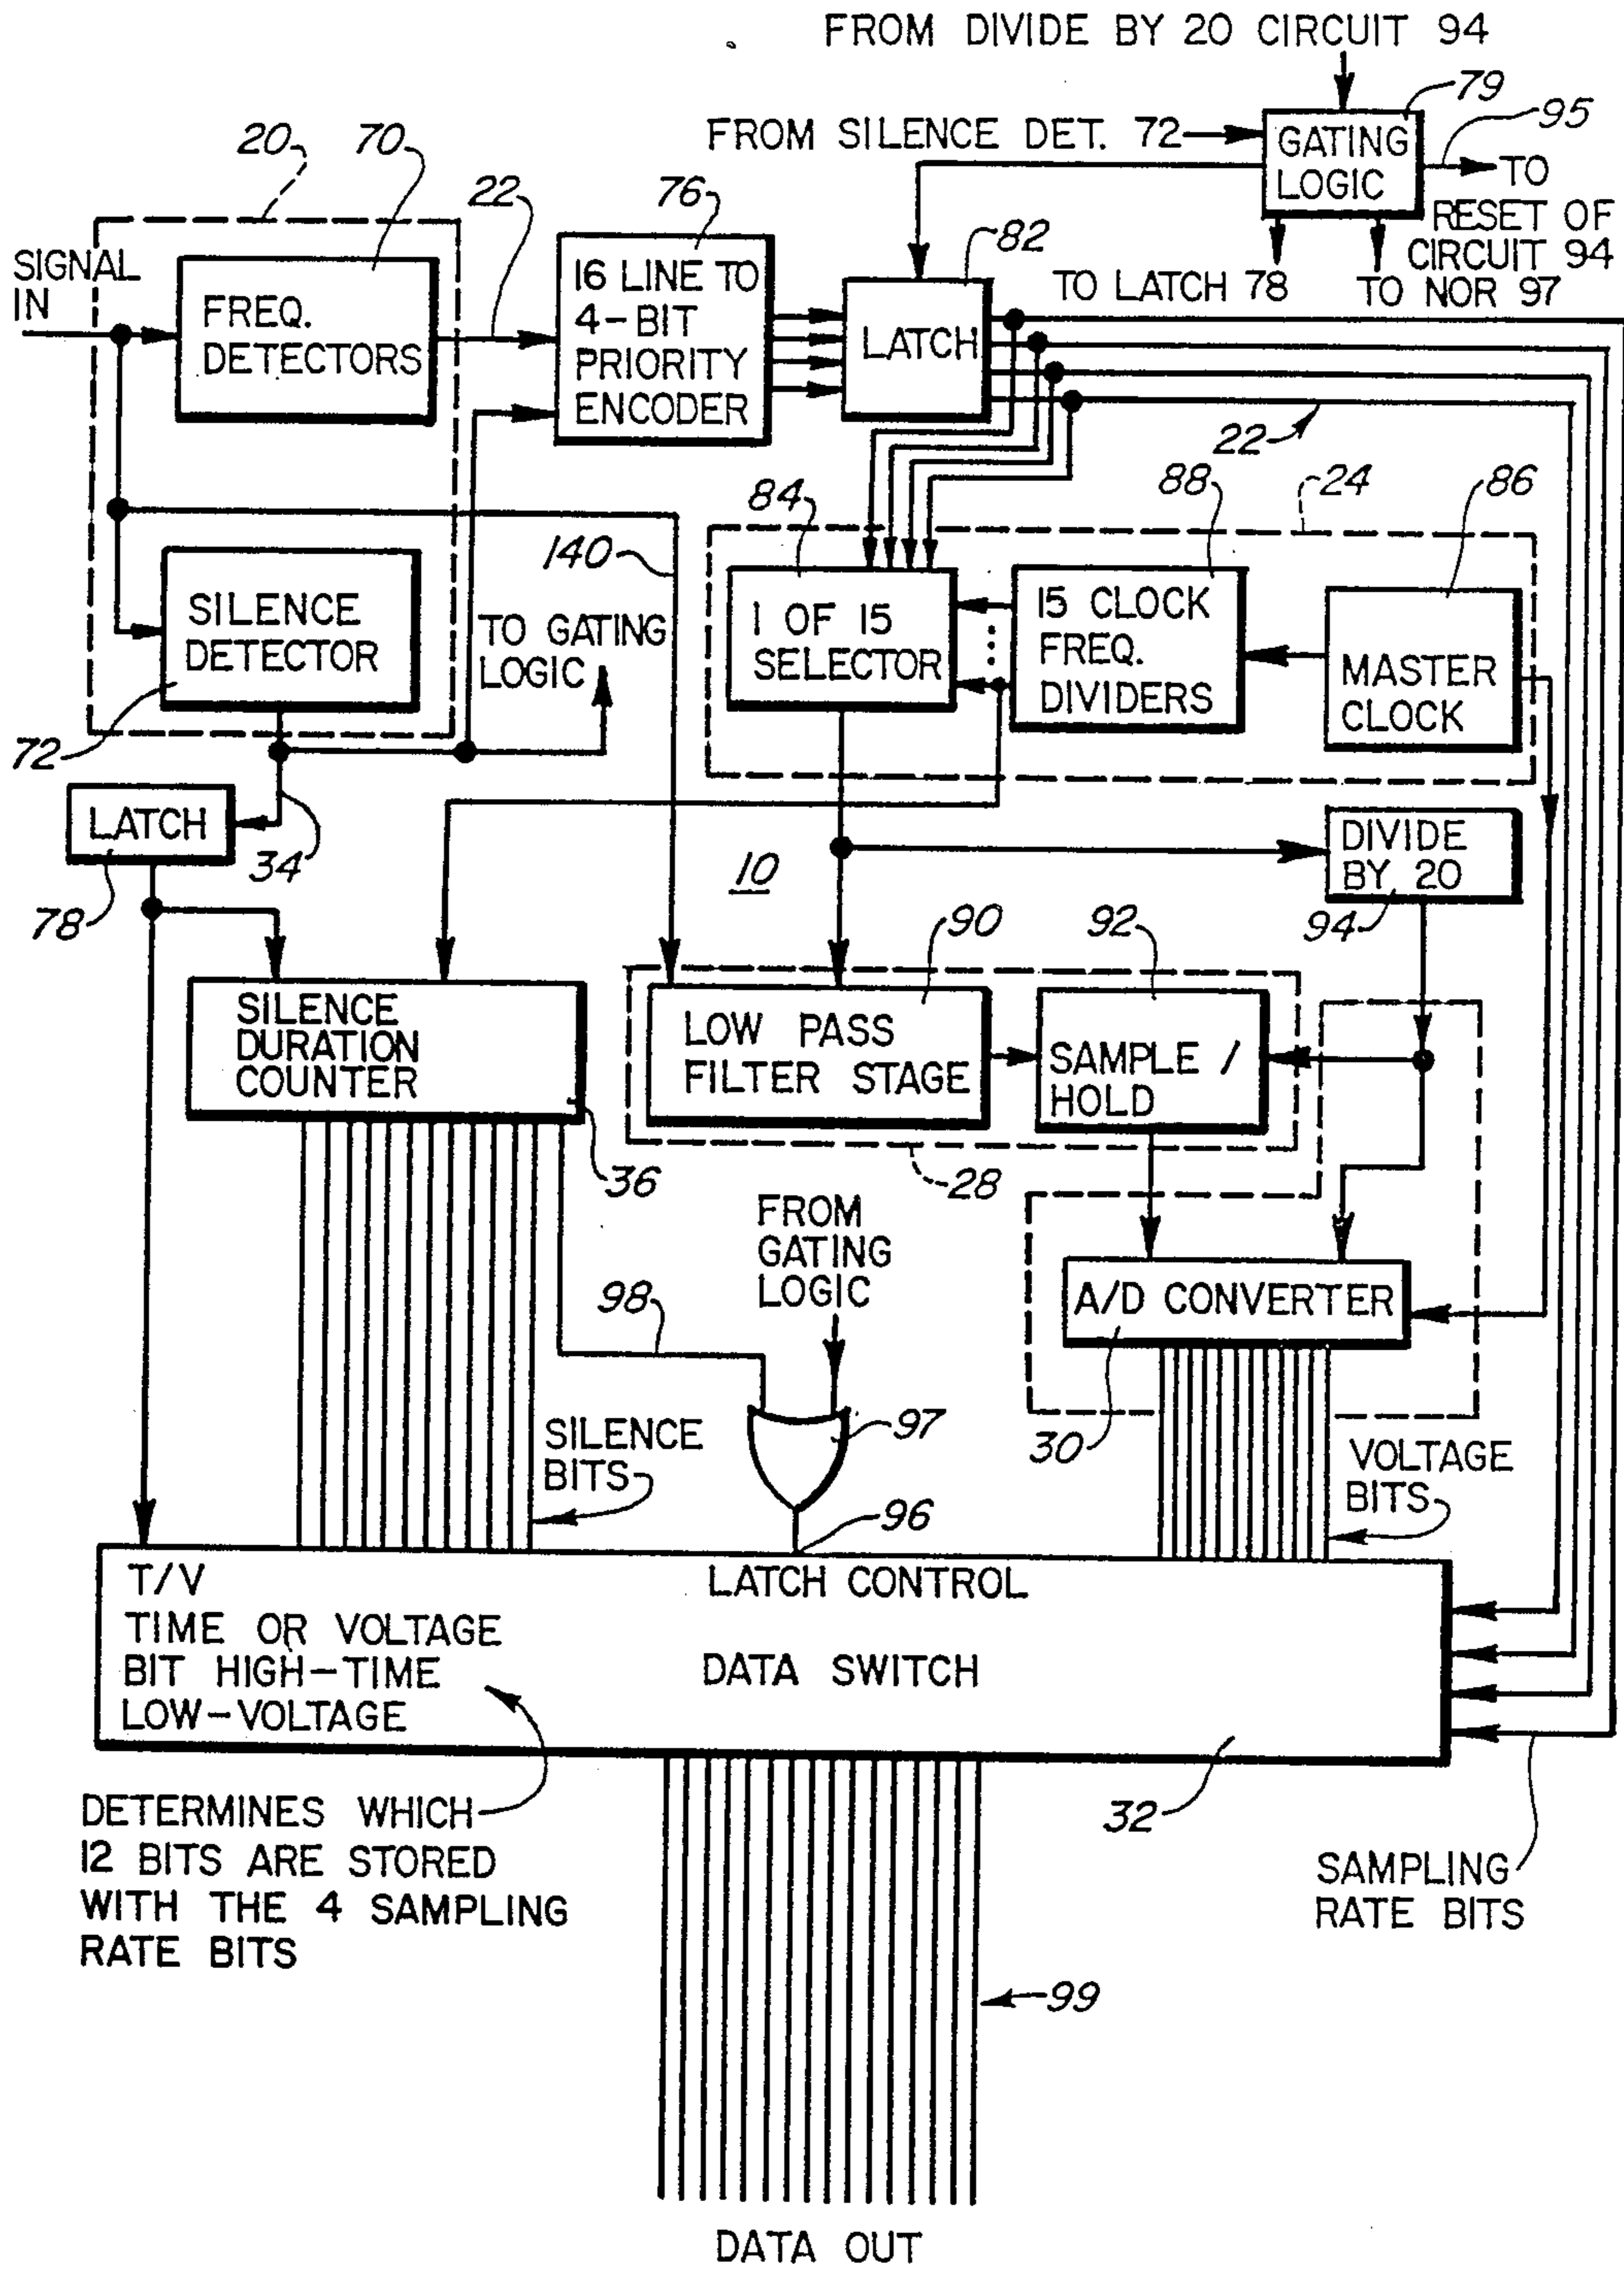 FROM DIVIDE BY 20 CIRCUIT 94
79
95
FROM SILENCE DET. 72
GATING
LOGIC
TO
RESET OF
CIRCUIT 94
TO LATCH 78
TO NOR 97
20
70
22
76
82
SIGNAL
IN
FREQ.
DETECTORS
16 LINE TO
4-BIT
PRIORITY
ENCODER
LATCH
22
84
88
24
86
140
SILENCE
DETECTOR
TO GATING
LOGIC
1 OF 15
SELECTOR
15 CLOCK
FREQ.
DIVIDERS
MASTER
CLOCK
72
LATCH
34
78
10
DIVIDE
BY 20
94
90
92
SILENCE
DURATION
COUNTER
LOW PASS
FILTER STAGE
SAMPLE /
HOLD
36
28
FROM
GATING
LOGIC
98
A/D CONVERTER
97
30
SILENCE
BITS
VOLTAGE
BITS
96
T/V
TIME OR VOLTAGE
BIT HIGH-TIME
LOW-VOLTAGE
LATCH CONTROL
DATA SWITCH
32
DETERMINES WHICH
12 BITS ARE STORED
WITH THE 4 SAMPLING
RATE BITS
SAMPLING
RATE BITS
99
DATA OUT